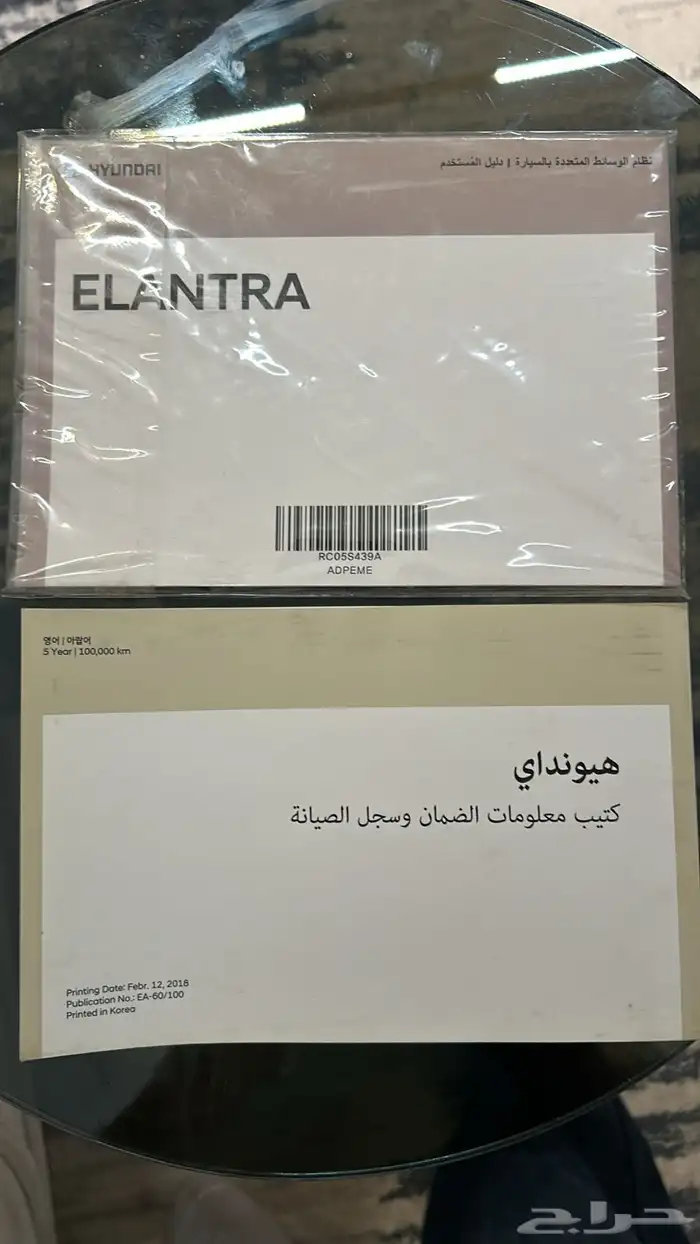 HYUNDAI
نظام الوسائط المتعددة بالسيارة | دليل المُستخدم
ELANTRA
RC05S439A
ADPEME
영어 | 아랍어
5 Year | 100,000 km
هيونداي
كتيب معلومات الضمان وسجل الصيانة
Printing Date: Febr. 12, 2018
Publication No.: EA-60/100
Printed in Korea
حراج